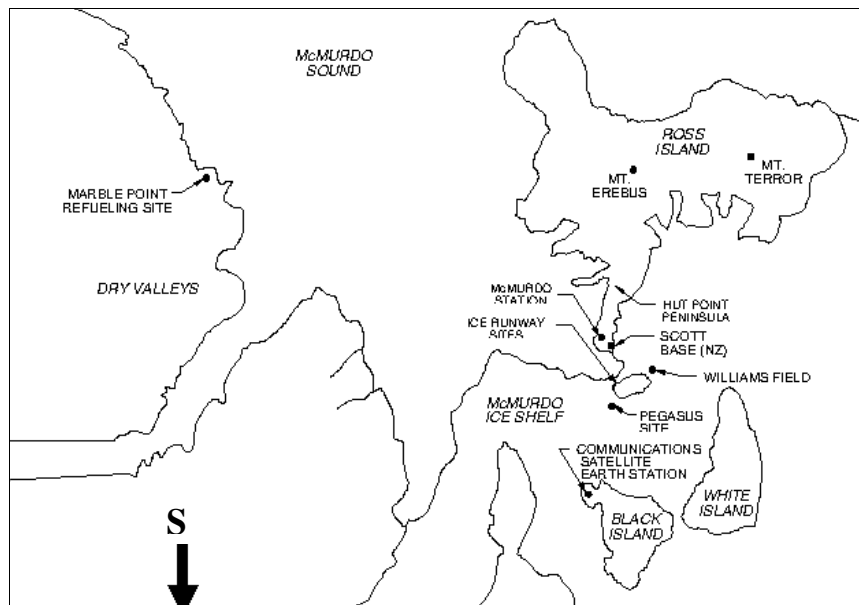 McMURDO
SOUND
ROSS
ISLAND
MT.
EREBUS
MT.
TERROR
MARBLE POINT
REFUELING SITE
DRY VALLEYS
McMURDO
STATION
HUT POINT
PENINSULA
ICE RUNWAY
SITES
SCOTT
BASE (NZ)
WILLIAMS FIELD
McMURDO
ICE SHELF
PEGASUS
SITE
COMMUNICATIONS
SATELLITE
EARTH STATION
WHITE
ISLAND
BLACK
ISLAND
S